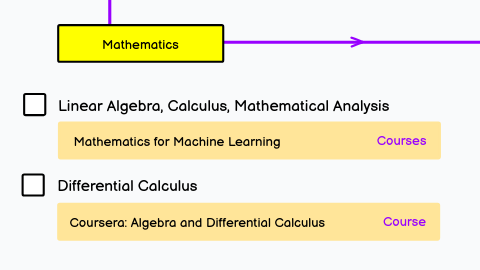 Mathematics
Linear Algebra, Calculus, Mathematical Analysis
Mathematics for Machine Learning Courses
Differential Calculus
Coursera: Algebra and Differential Calculus Course